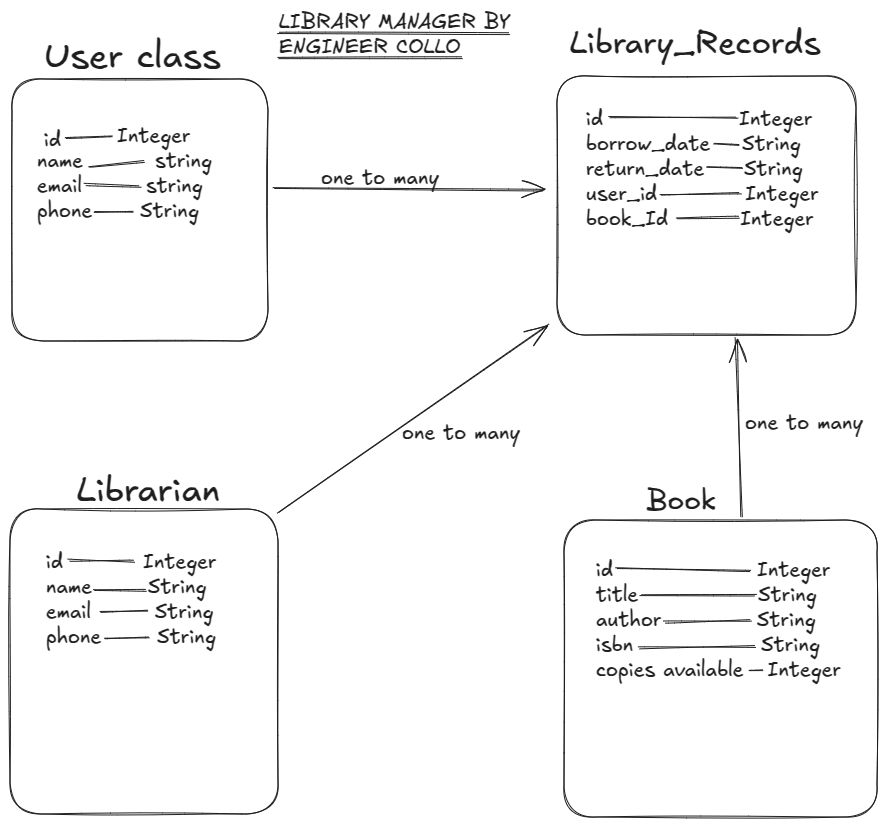 LIBRARY MANAGER BY
ENGINEER COLLO
User class
id Integer
name string
email string
phone String
one to many
Library_Records
id Integer
borrow_date String
return_date String
user_id Integer
book_Id Integer
one to many
one to many
Librarian
id Integer
name String
email String
phone String
Book
id Integer
title String
author String
isbn String
copies available Integer